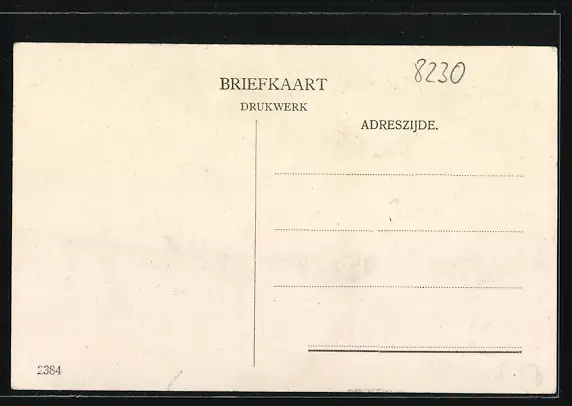 8230
BRIEFKAART
DRUKWERK
ADRESZIJDE.
2384